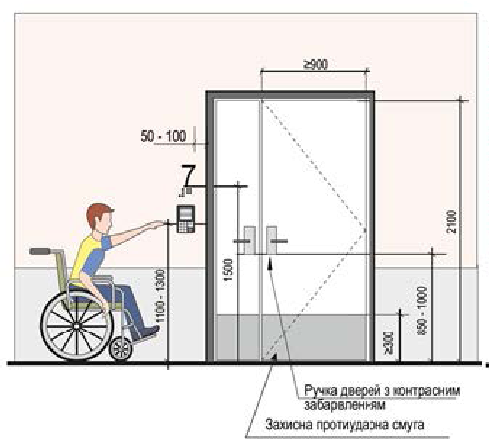 ≥900
50 - 100
7
1100 - 1300
1500
2100
850 - 1000
≥300
Ручка дверей з контрасним
забарвленням
Захисна протиударна смуга